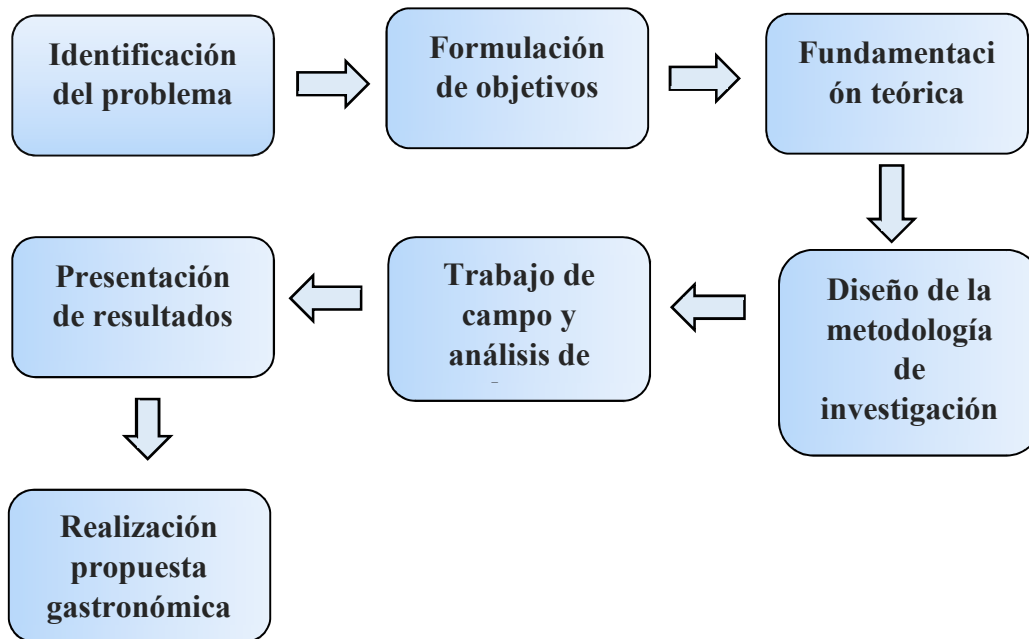 Identificación
del problema
Formulación
de objetivos
Fundamentaci
ón teórica
Diseño de la
metodología
de
investigación
Trabajo de
campo y
análisis de
Presentación
de resultados
Realización
propuesta
gastronómica